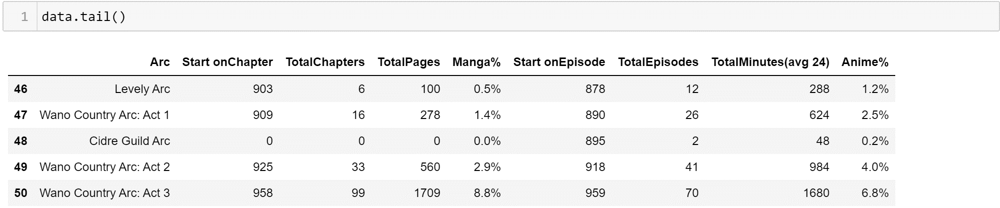 1 data.tail()
Arc Start onChapter TotalChapters TotalPages Manga% Start onEpisode TotalEpisodes TotalMinutes(avg 24) Anime%
46 Levely Arc 903 6 100 0.5% 878 12 288 1.2%
47 Wano Country Arc: Act 1 909 16 278 1.4% 890 26 624 2.5%
48 Cidre Guild Arc 0 0 0 0.0% 895 2 48 0.2%
49 Wano Country Arc: Act 2 925 33 560 2.9% 918 41 984 4.0%
50 Wano Country Arc: Act 3 958 99 1709 8.8% 959 70 1680 6.8%